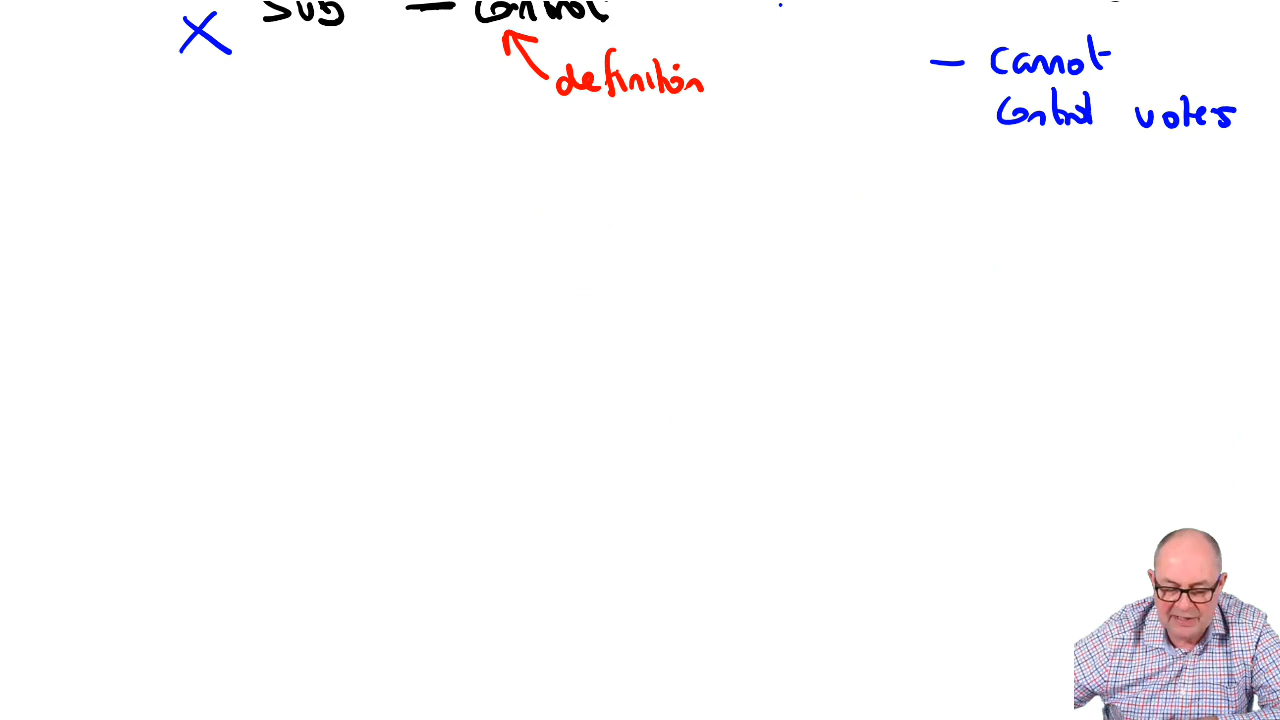 Sub - Control
definition
- Cannot
Control votes